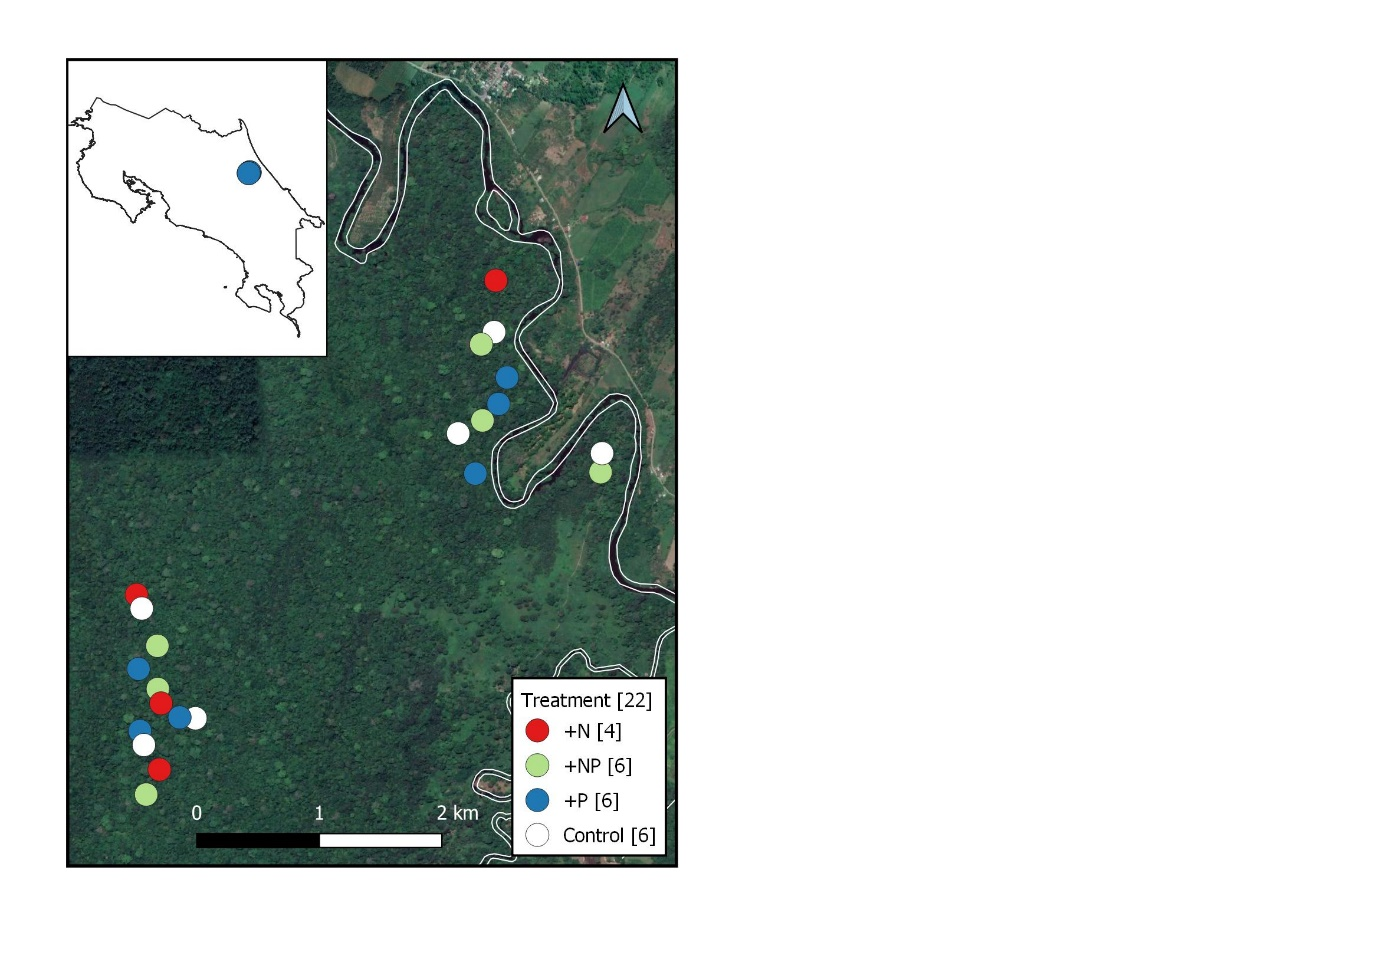 Treatment [22]
+N [4]
+NP [6]
+P [6]
Control [6]
0 1 2 km